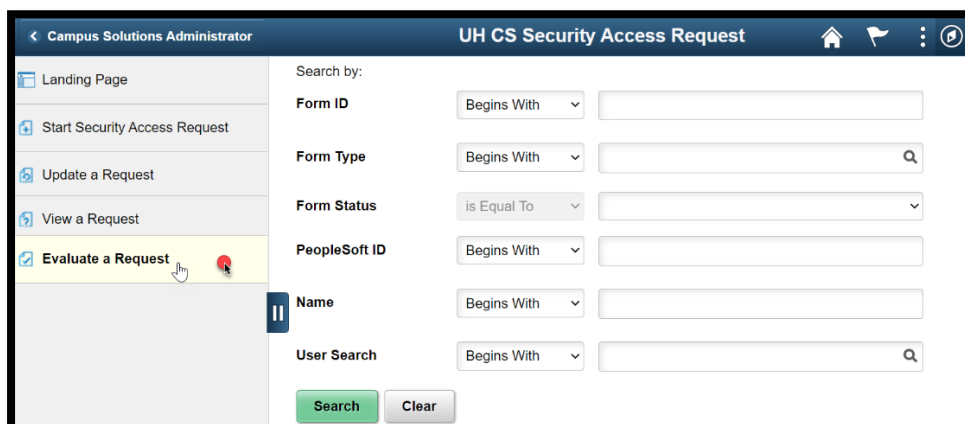 Campus Solutions Administrator
UH CS Security Access Request
Landing Page
Start Security Access Request
Update a Request
View a Request
Evaluate a Request
Search by:
Form ID Begins With
Form Type Begins With
Form Status is Equal To
PeopleSoft ID Begins With
Name Begins With
User Search Begins With
Search Clear